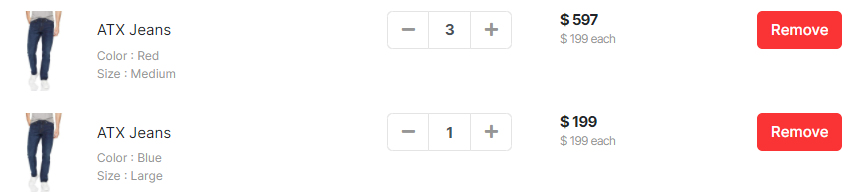 ATX Jeans
Color : Red
Size : Medium
3
$ 597
$ 199 each
Remove
ATX Jeans
Color : Blue
Size : Large
1
$ 199
$ 199 each
Remove